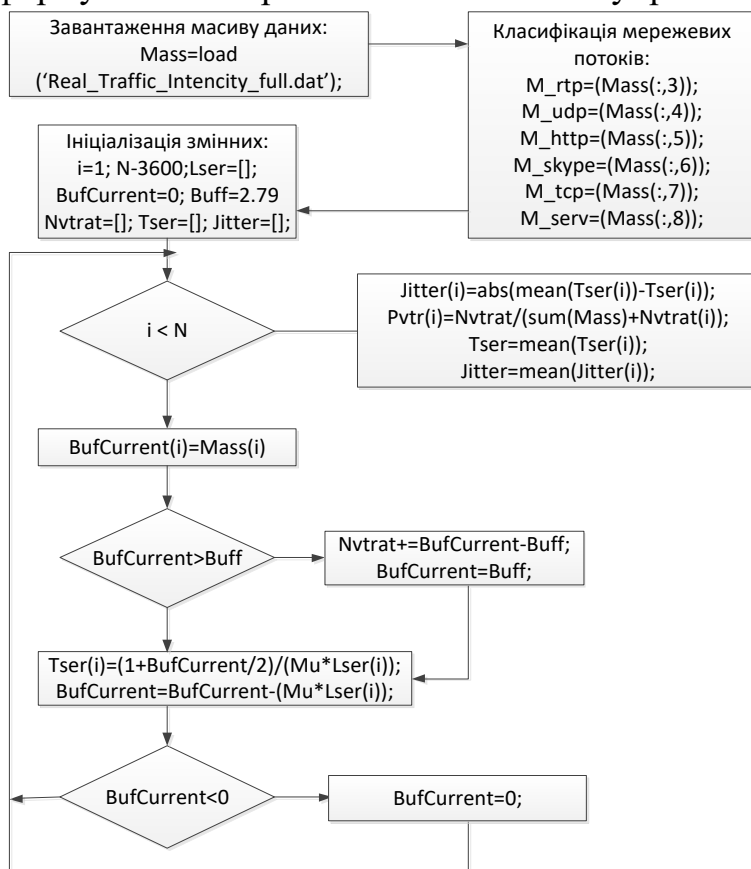 Завантаження масиву даних:
Mass=load
(‘Real_Traffic_Intencity_full.dat’);
Класифікація мережевих
потоків:
M_rtp=(Mass(:,3));
M_udp=(Mass(:,4));
M_http=(Mass(:,5));
M_skype=(Mass(:,6));
M_tcp=(Mass(:,7));
M_serv=(Mass(:,8));
Ініціалізація змінних:
i=1; N-3600;Lser=[];
BufCurrent=0; Buff=2.79
Nvtrat=[]; Tser=[]; Jitter=[];
i < N
Jitter(i)=abs(mean(Tser(i))-Tser(i));
Pvtr(i)=Nvtrat/(sum(Mass)+Nvtrat(i));
Tser=mean(Tser(i));
Jitter=mean(Jitter(i));
BufCurrent(i)=Mass(i)
BufCurrent>Buff
Nvtrat+=BufCurrent-Buff;
BufCurrent=Buff;
Tser(i)=(1+BufCurrent/2)/(Mu*Lser(i));
BufCurrent=BufCurrent-(Mu*Lser(i));
BufCurrent<0
BufCurrent=0;